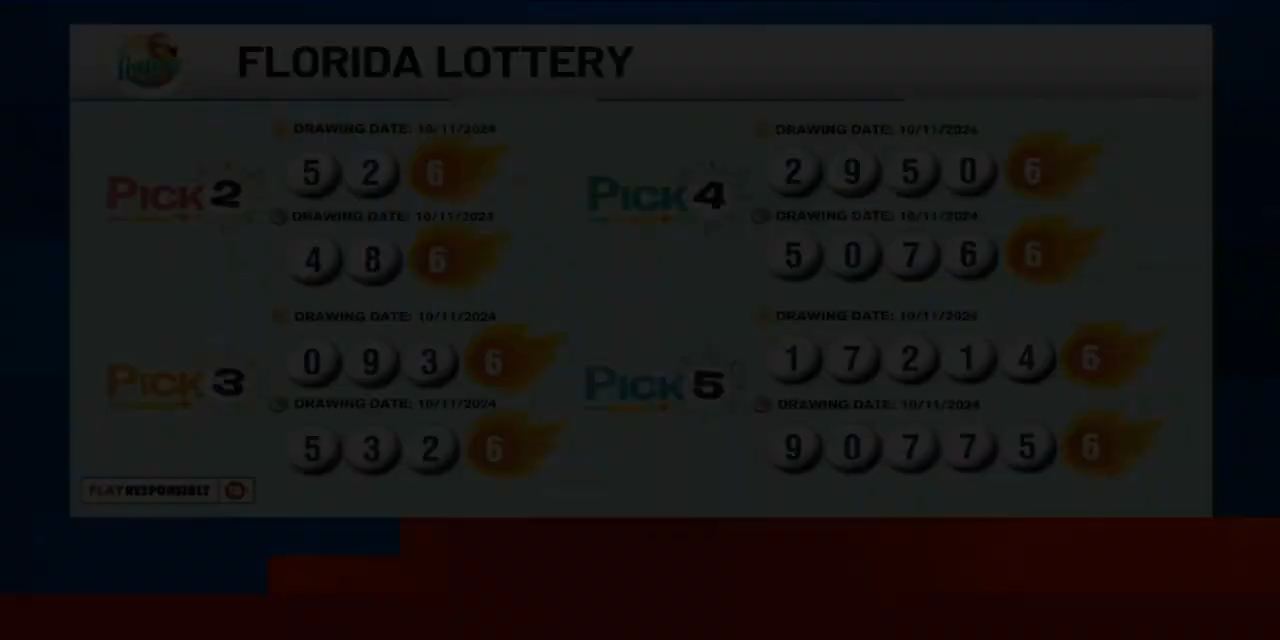 FLORIDA LOTTERY
DRAWING DATE: 10/11/2024
PICK 2
5 2 6
DRAWING DATE: 10/11/2024
4 8 6
DRAWING DATE: 10/11/2024
PICK 3
0 9 3 6
DRAWING DATE: 10/11/2024
5 3 2 6
PLAY RESPONSIBLY
DRAWING DATE: 10/11/2024
PICK 4
2 9 5 0 6
DRAWING DATE: 10/11/2024
5 0 7 6 6
DRAWING DATE: 10/11/2024
PICK 5
1 7 2 1 4 6
DRAWING DATE: 10/11/2024
9 0 7 7 5 6